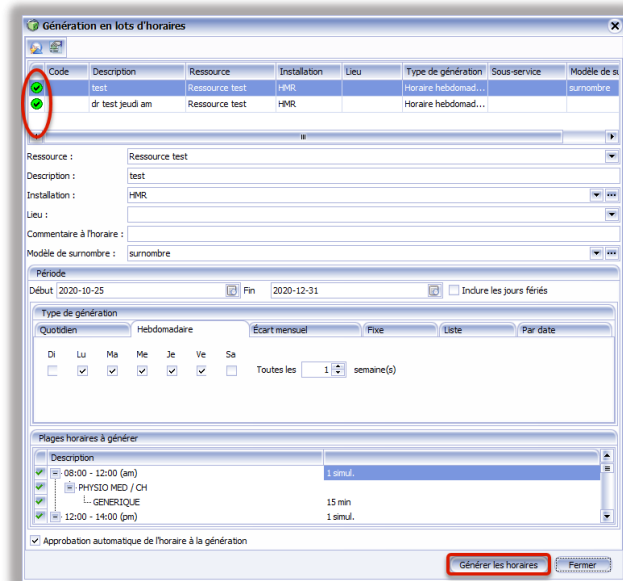 Génération en lots d'horaires
Code Description Ressource Installation Lieu Type de génération Sous-service Modèle de su
test Ressource test HMR Horaire hebdomad... surnombre
dr test jeudi am Ressource test HMR Horaire hebdomad...
Ressource : Ressource test
Description : test
Installation : HMR
Lieu :
Commentaire à l'horaire :
Modèle de surnombre : surnombre
Période
Début 2020-10-25 Fin 2020-12-31 Inclure les jours fériés
Type de génération
Quotidien Hebdomadaire Écart mensuel Fixe Liste Par date
Di Lu Ma Me Je Ve Sa
Toutes les 1 semaine(s)
Plages horaires à générer
Description
08:00 - 12:00 (am) 1 simul.
PHYSIO MED / CH
GENERIQUE 15 min
12:00 - 14:00 (pm) 1 simul.
Approbation automatique de l'horaire à la génération
Générer les horaires Fermer